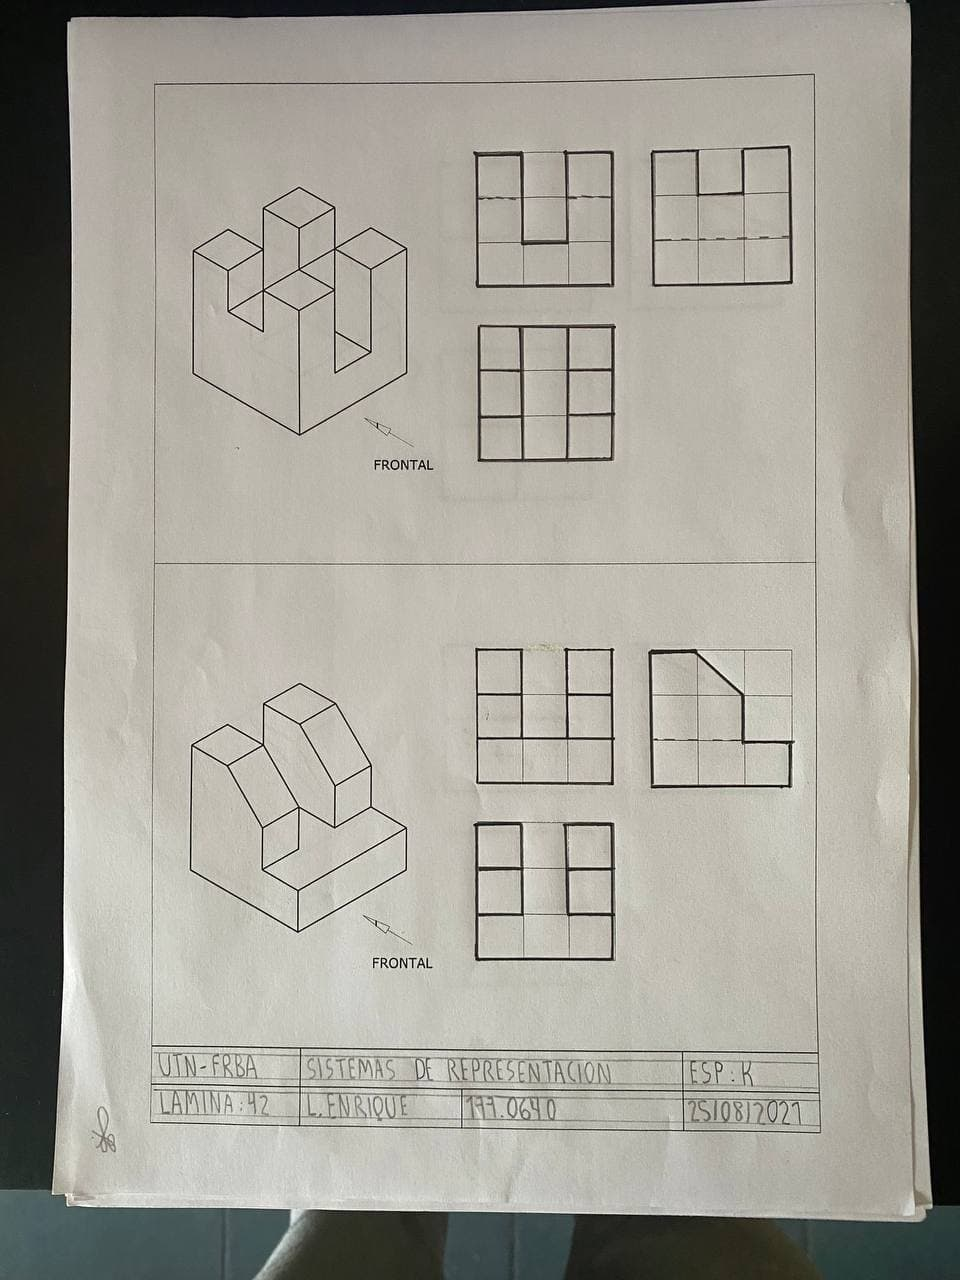 FRONTAL
FRONTAL
UTN-FRBA SISTEMAS DE REPRESENTACION ESP:K
LAMINA:42 L.ENRIQUE 177.0640 25/08/2021